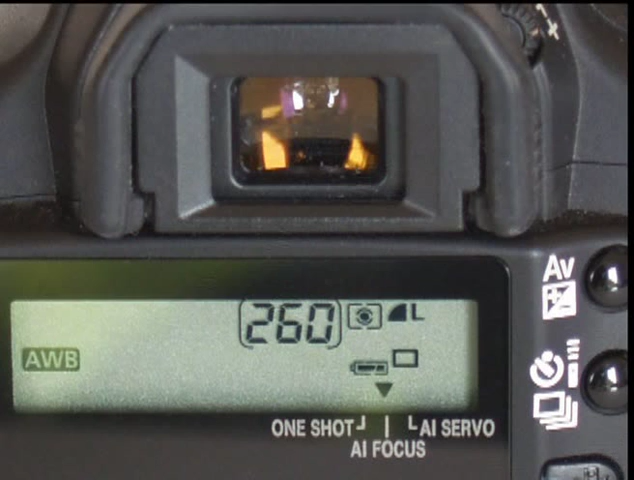 [260] L
AWB
ONE SHOT AI SERVO
AI FOCUS
Av